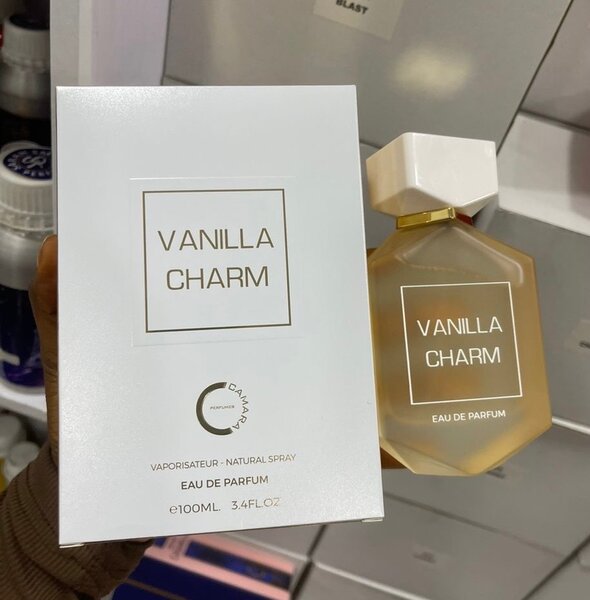 BLAST
VANILLA
CHARM
CAMARA
PERFUMES
VAPORISATEUR - NATURAL SPRAY
EAU DE PARFUM
℮100ML. 3.4FL.OZ
VANILLA
CHARM
EAU DE PARFUM